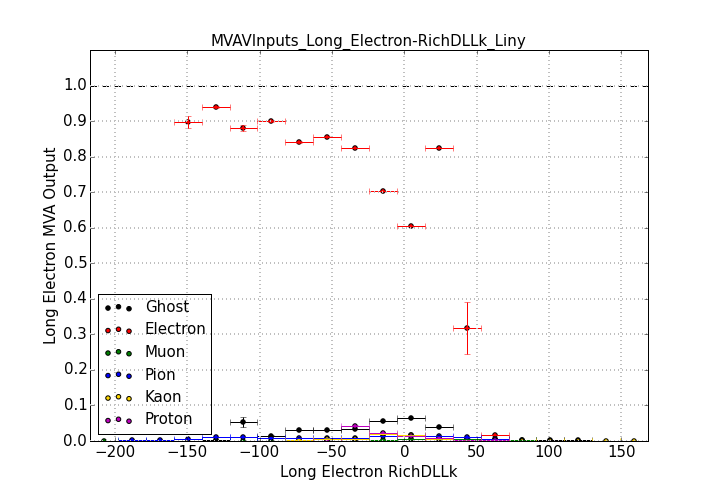 MVAVInputs_Long_Electron-RichDLLk_Liny
Long Electron MVA Output
1.0
0.9
0.8
0.7
0.6
0.5
0.4
0.3
0.2
0.1
0.0
Ghost
Electron
Muon
Pion
Kaon
Proton
−200 −150 −100 −50 0 50 100 150
Long Electron RichDLLk